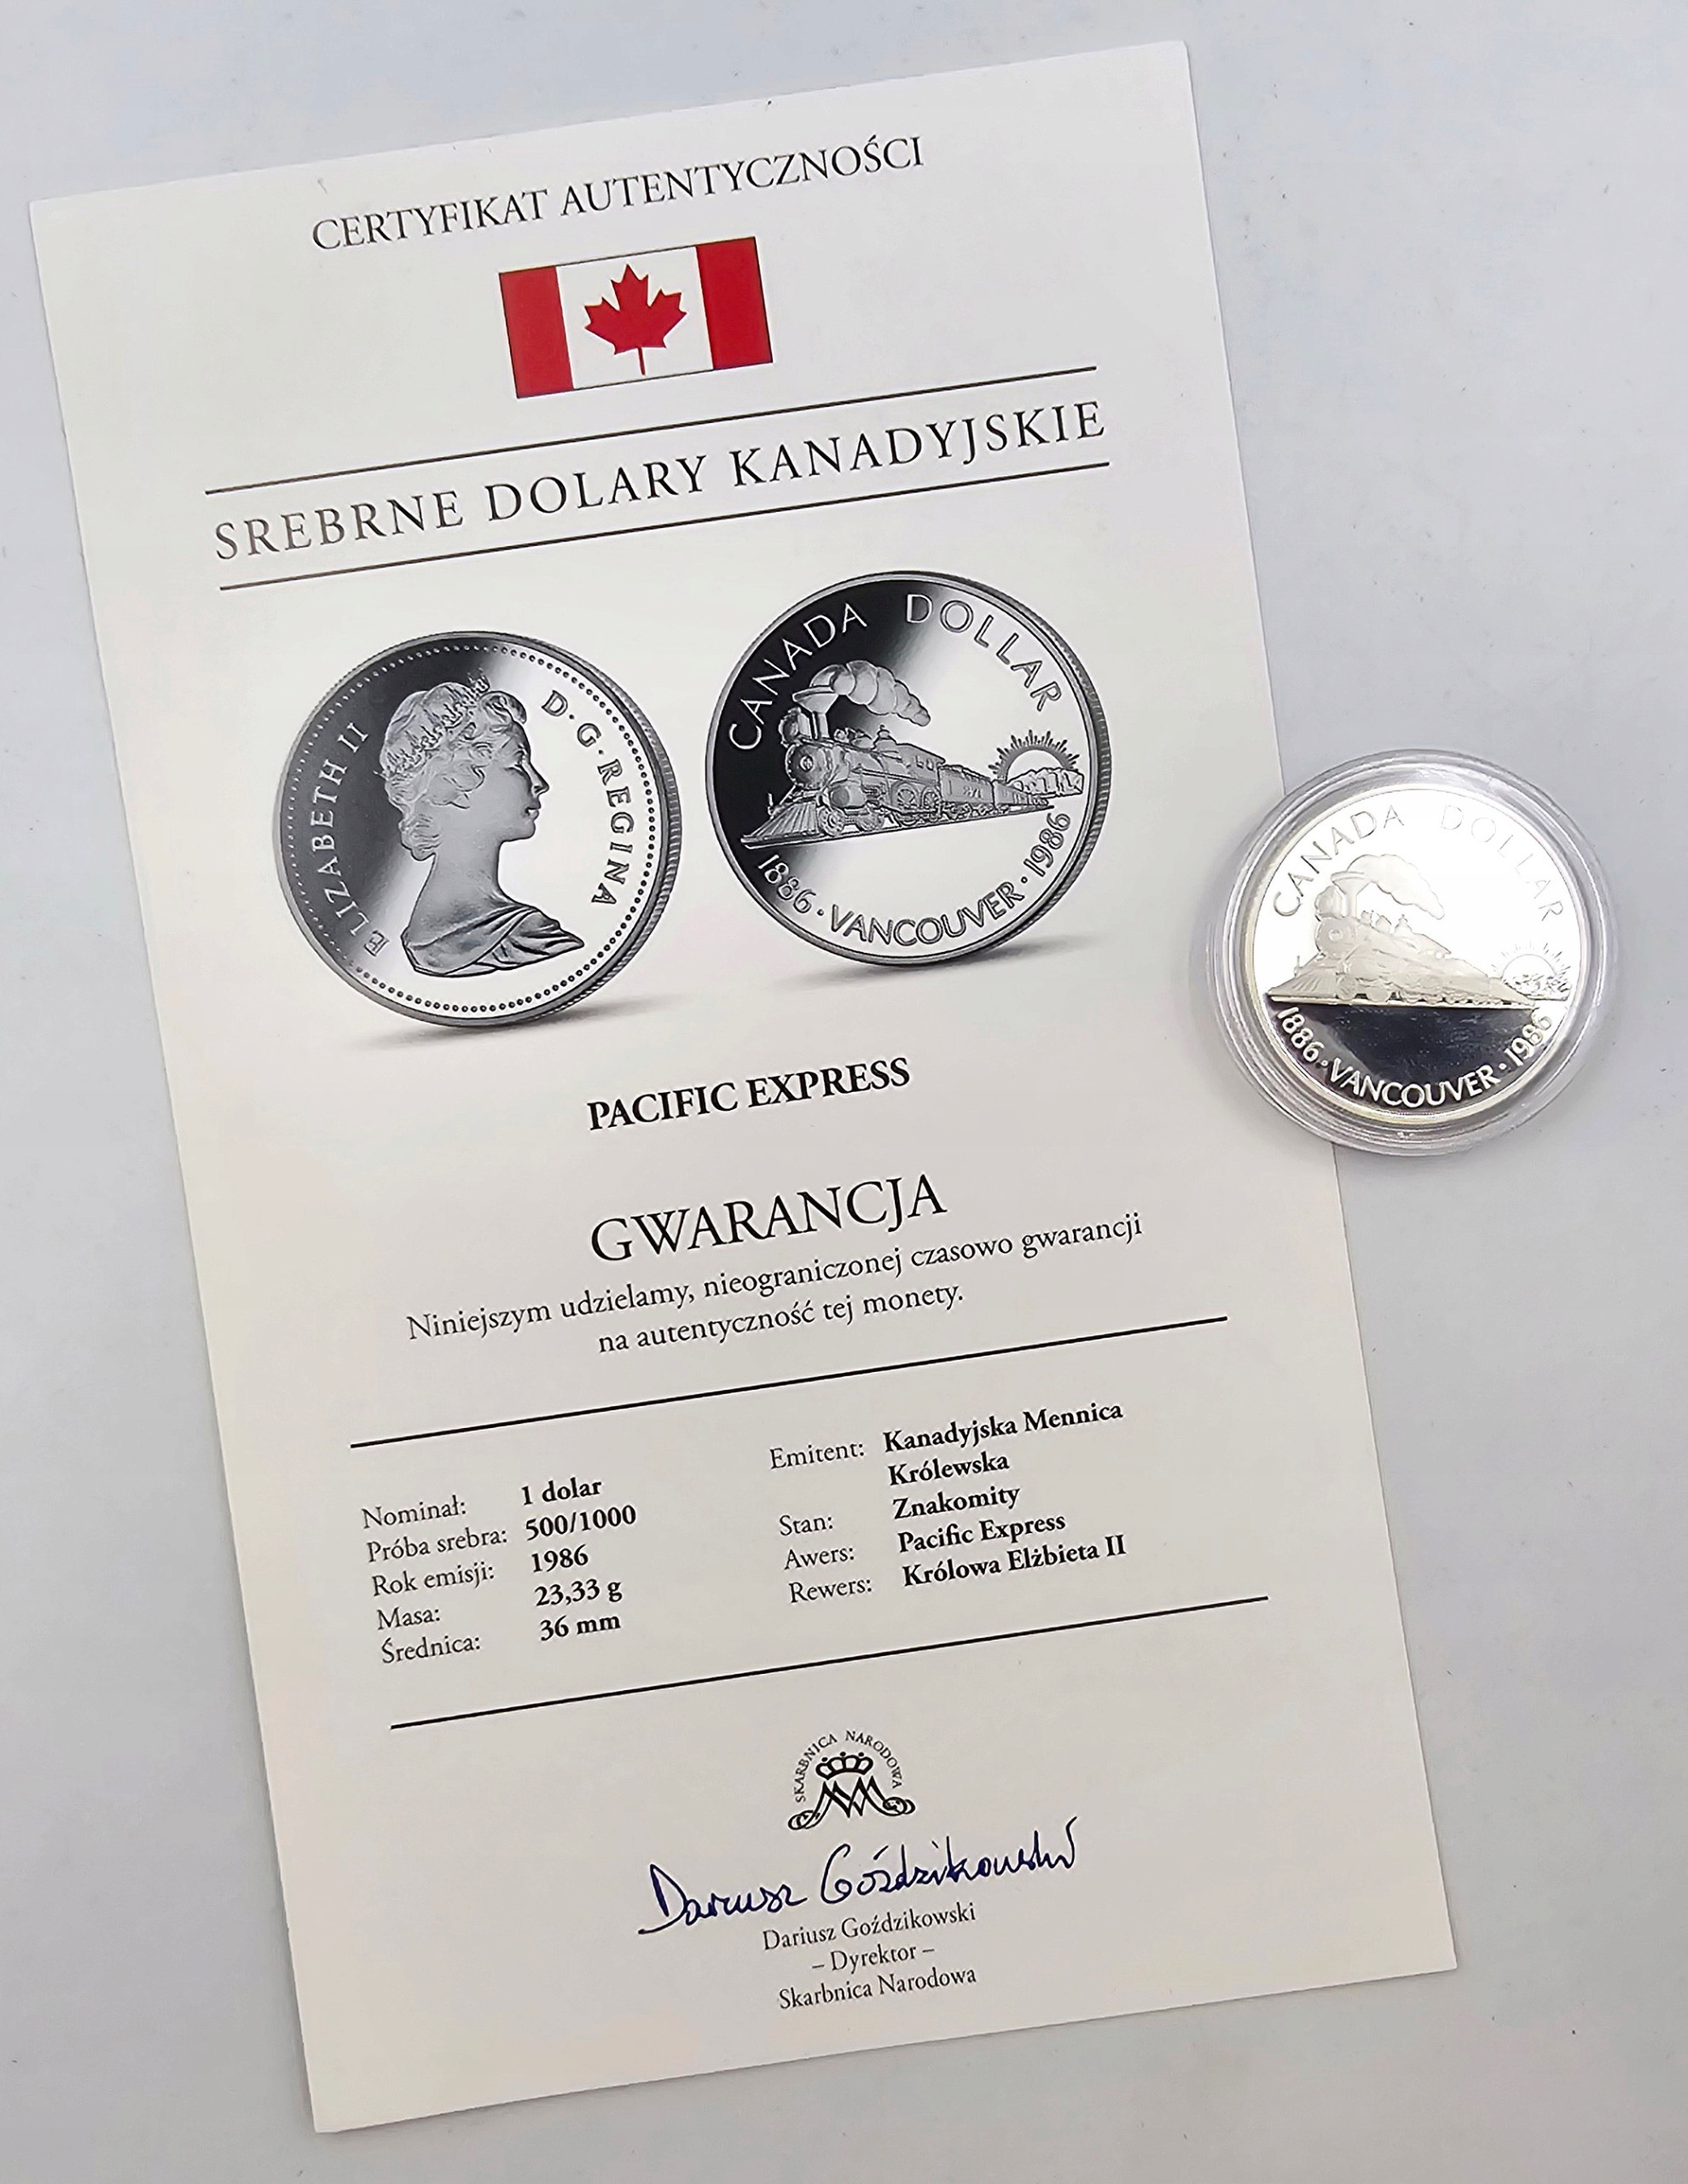 CERTYFIKAT AUTENTYCZNOŚCI
SREBRNE DOLARY KANADYJSKIE
ELIZABETH II D·G·REGINA
CANADA DOLLAR
1886·VANCOUVER·1986
CANADA DOLLAR
1886·VANCOUVER·1986
PACIFIC EXPRESS
GWARANCJA
Niniejszym udzielamy, nieograniczonej czasowo gwarancji
na autentyczność tej monety.
Nominał: 1 dolar
Próba srebra: 500/1000
Rok emisji: 1986
Masa: 23,33 g
Średnica: 36 mm
Emitent: Kanadyjska Mennica
Królewska
Stan: Znakomity
Awers: Pacific Express
Rewers: Królowa Elżbieta II
SKARBNICA NARODOWA
Dariusz Goździkowski
Dariusz Goździkowski
– Dyrektor –
Skarbnica Narodowa